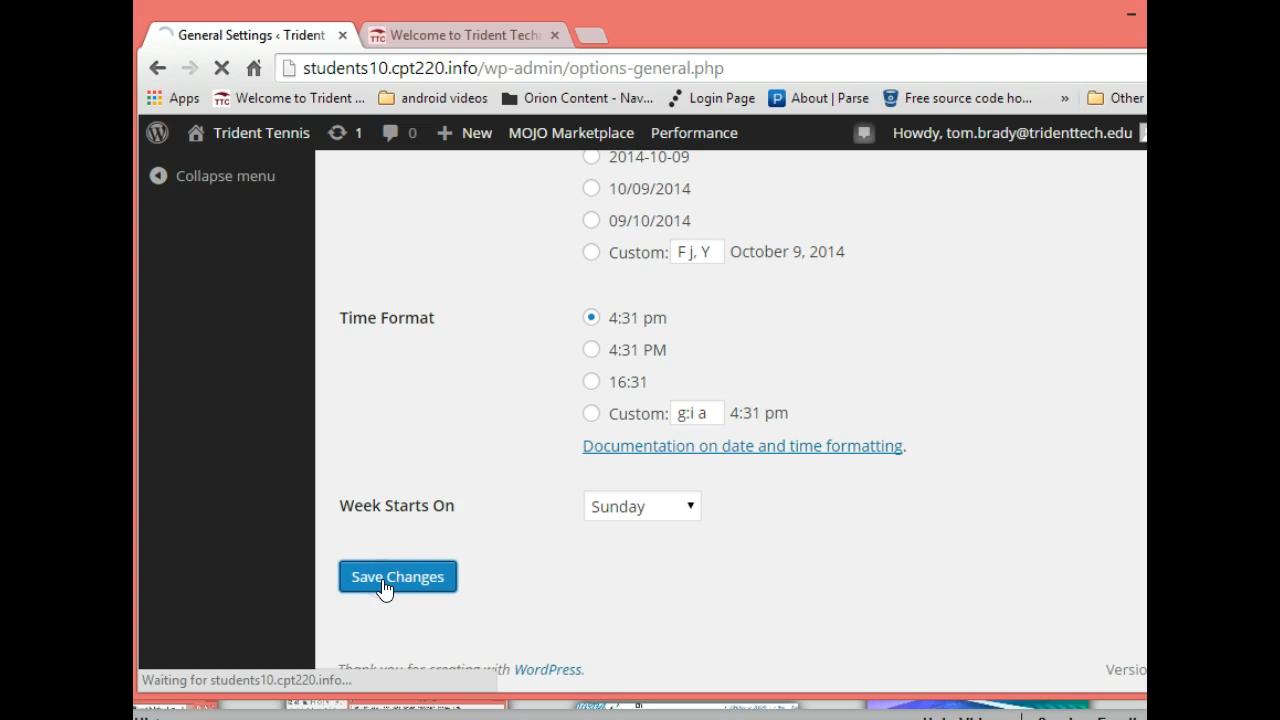 General Settings ‹ Trident
Welcome to Trident Tech
students10.cpt220.info/wp-admin/options-general.php
Apps
TTC
Welcome to Trident ...
android videos
Orion Content - Nav...
Login Page
About | Parse
Free source code ho...
»
Other
Trident Tennis
1
0
New
MOJO Marketplace
Performance
Howdy, tom.brady@tridenttech.edu
Collapse menu
2014-10-09
10/09/2014
09/10/2014
Custom: F j, Y October 9, 2014
Time Format
4:31 pm
4:31 PM
16:31
Custom: g:i a 4:31 pm
Documentation on date and time formatting.
Week Starts On
Sunday
Save Changes
Thank you for creating with WordPress.
Versio
Waiting for students10.cpt220.info...